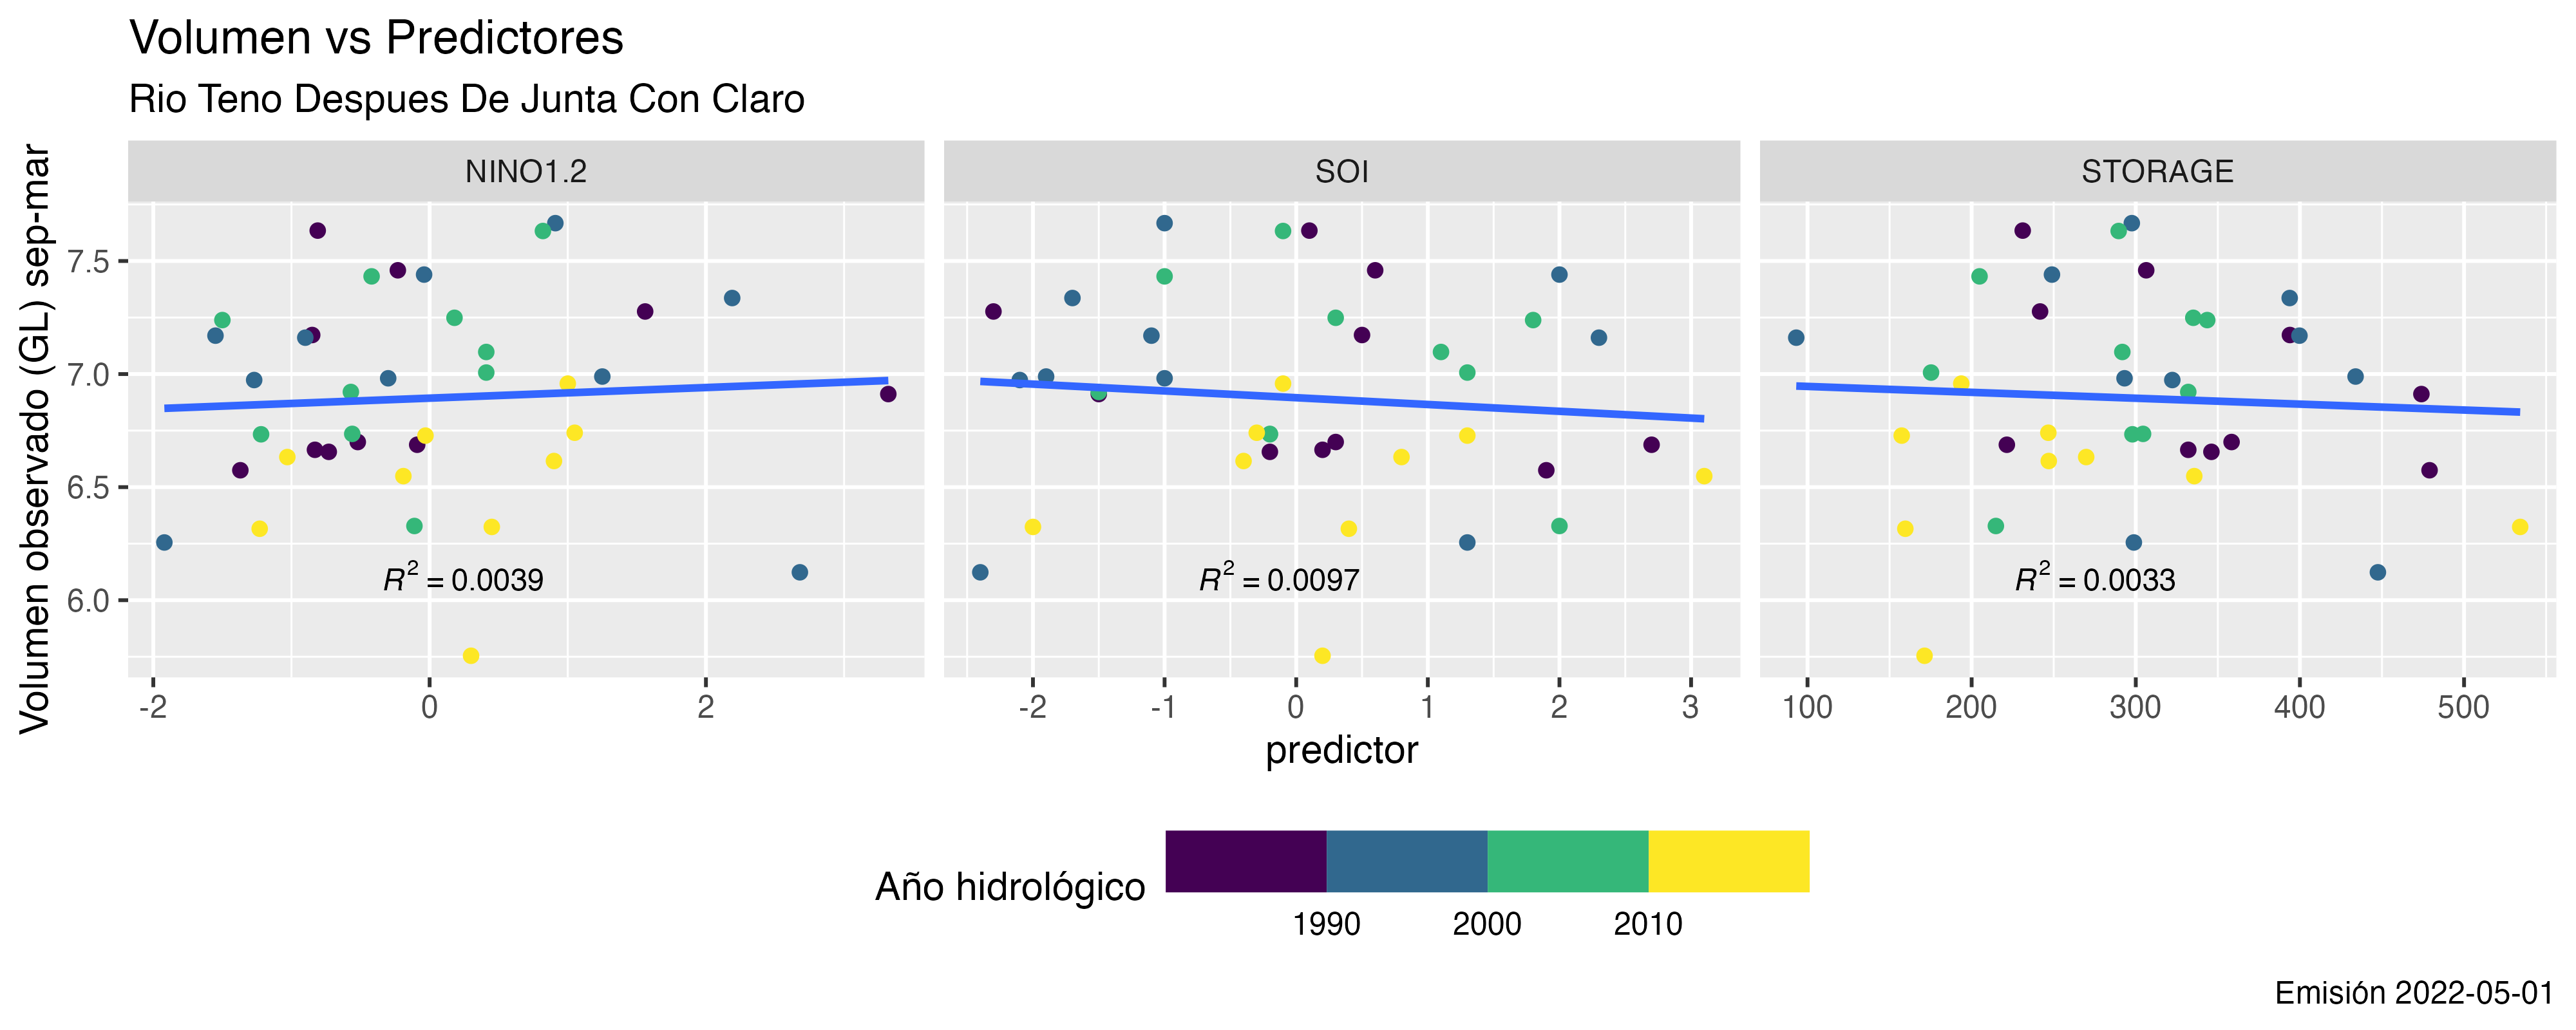 Volumen vs Predictores
Rio Teno Despues De Junta Con Claro
NINO1.2
SOI
STORAGE
Volumen observado (GL) sep-mar
7.5
7.0
6.5
6.0
R² = 0.0039
R² = 0.0097
R² = 0.0033
-2 0 2
-2 -1 0 1 2 3
100 200 300 400 500
predictor
Año hidrológico
1990 2000 2010
Emisión 2022-05-01